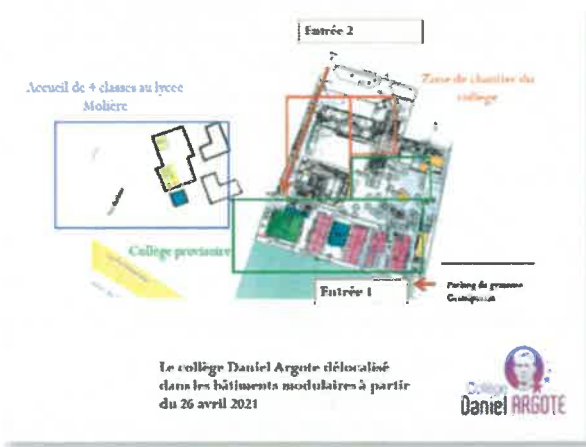 Entrée 2
Accueil de 4 classes au lycée
Molière
Zone de chantier du
collège
Collège provisoire
Entrée 1
Parking du gymnase
Le collège Daniel Argote délocalisé
dans les bâtiments modulaires à partir
du 26 avril 2021
Collège
Daniel ARGOTE